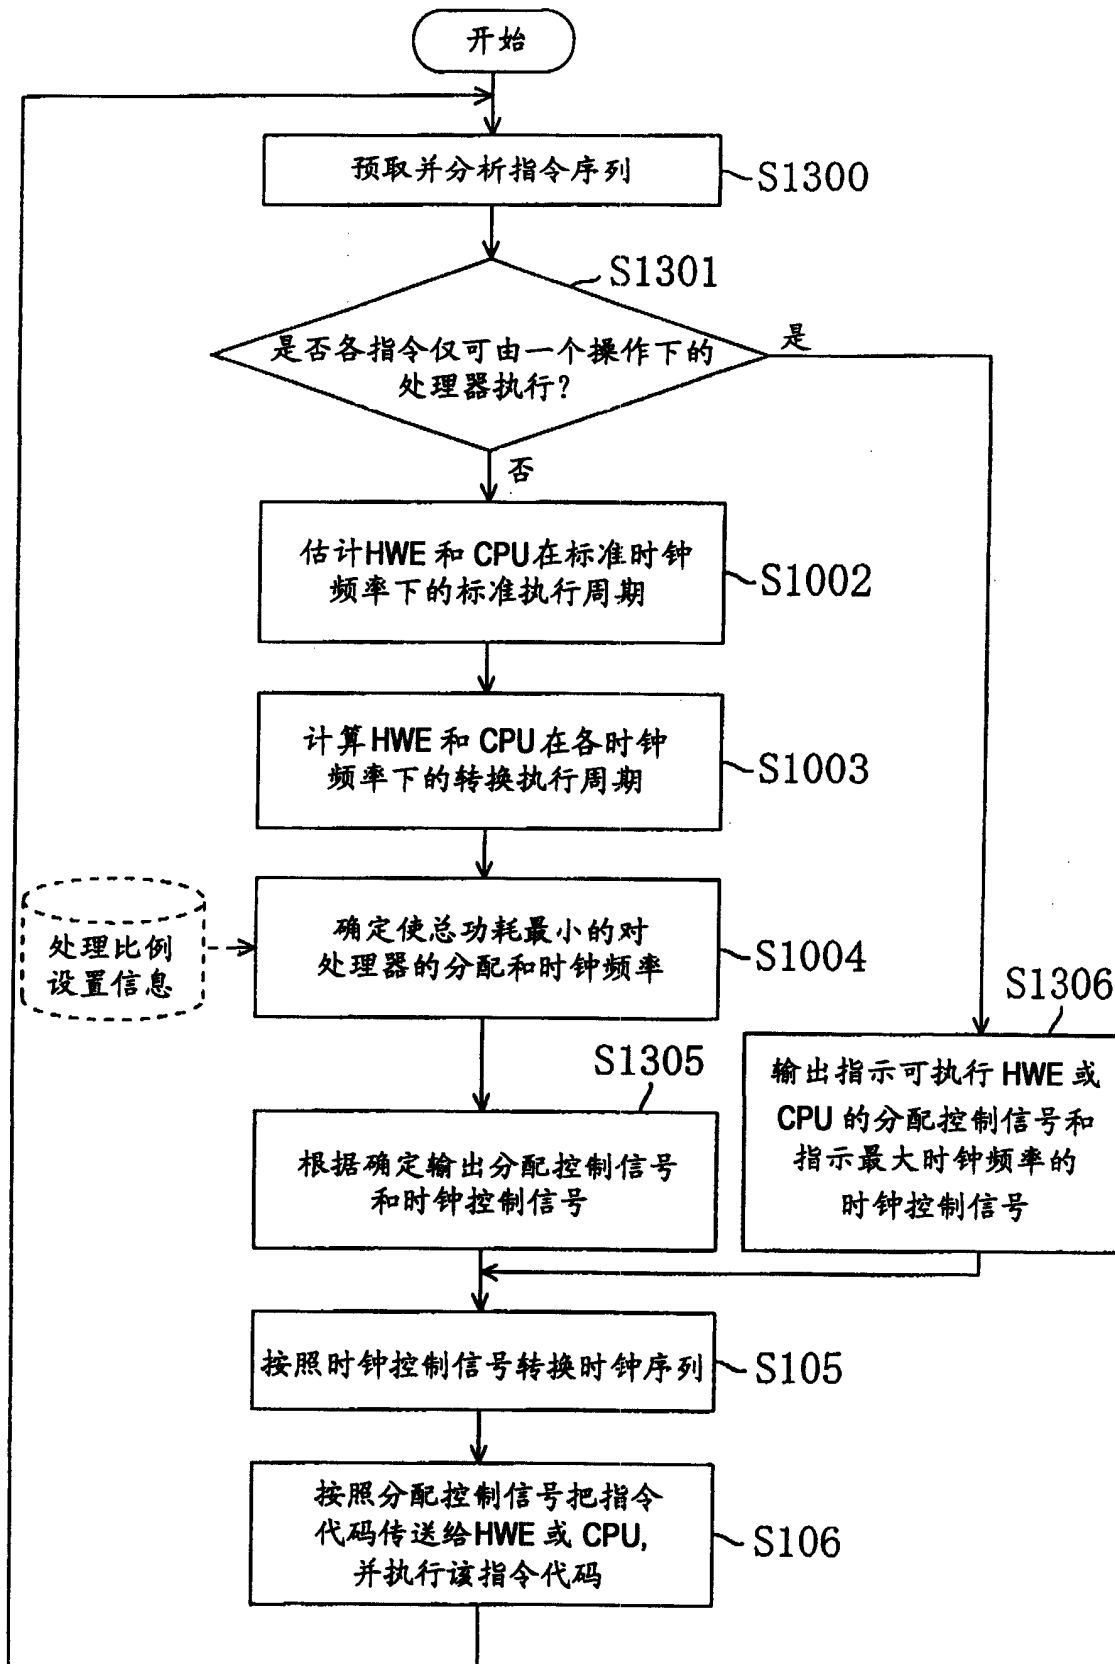 开始
预取并分析指令序列
S1300
S1301
是否各指令仅可由一个操作下的
处理器执行?
是
否
估计HWE 和 CPU在标准时钟
频率下的标准执行周期
S1002
计算HWE 和 CPU在各时钟
频率下的转换执行周期
S1003
处理比例
设置信息
确定使总功耗最小的对
处理器的分配和时钟频率
S1004
S1305
根据确定输出分配控制信号
和时钟控制信号
S1306
输出指示可执行 HWE 或
CPU 的分配控制信号和
指示最大时钟频率的
时钟控制信号
按照时钟控制信号转换时钟序列
S105
按照分配控制信号把指令
代码传送给HWE 或 CPU,
并执行该指令代码
S106